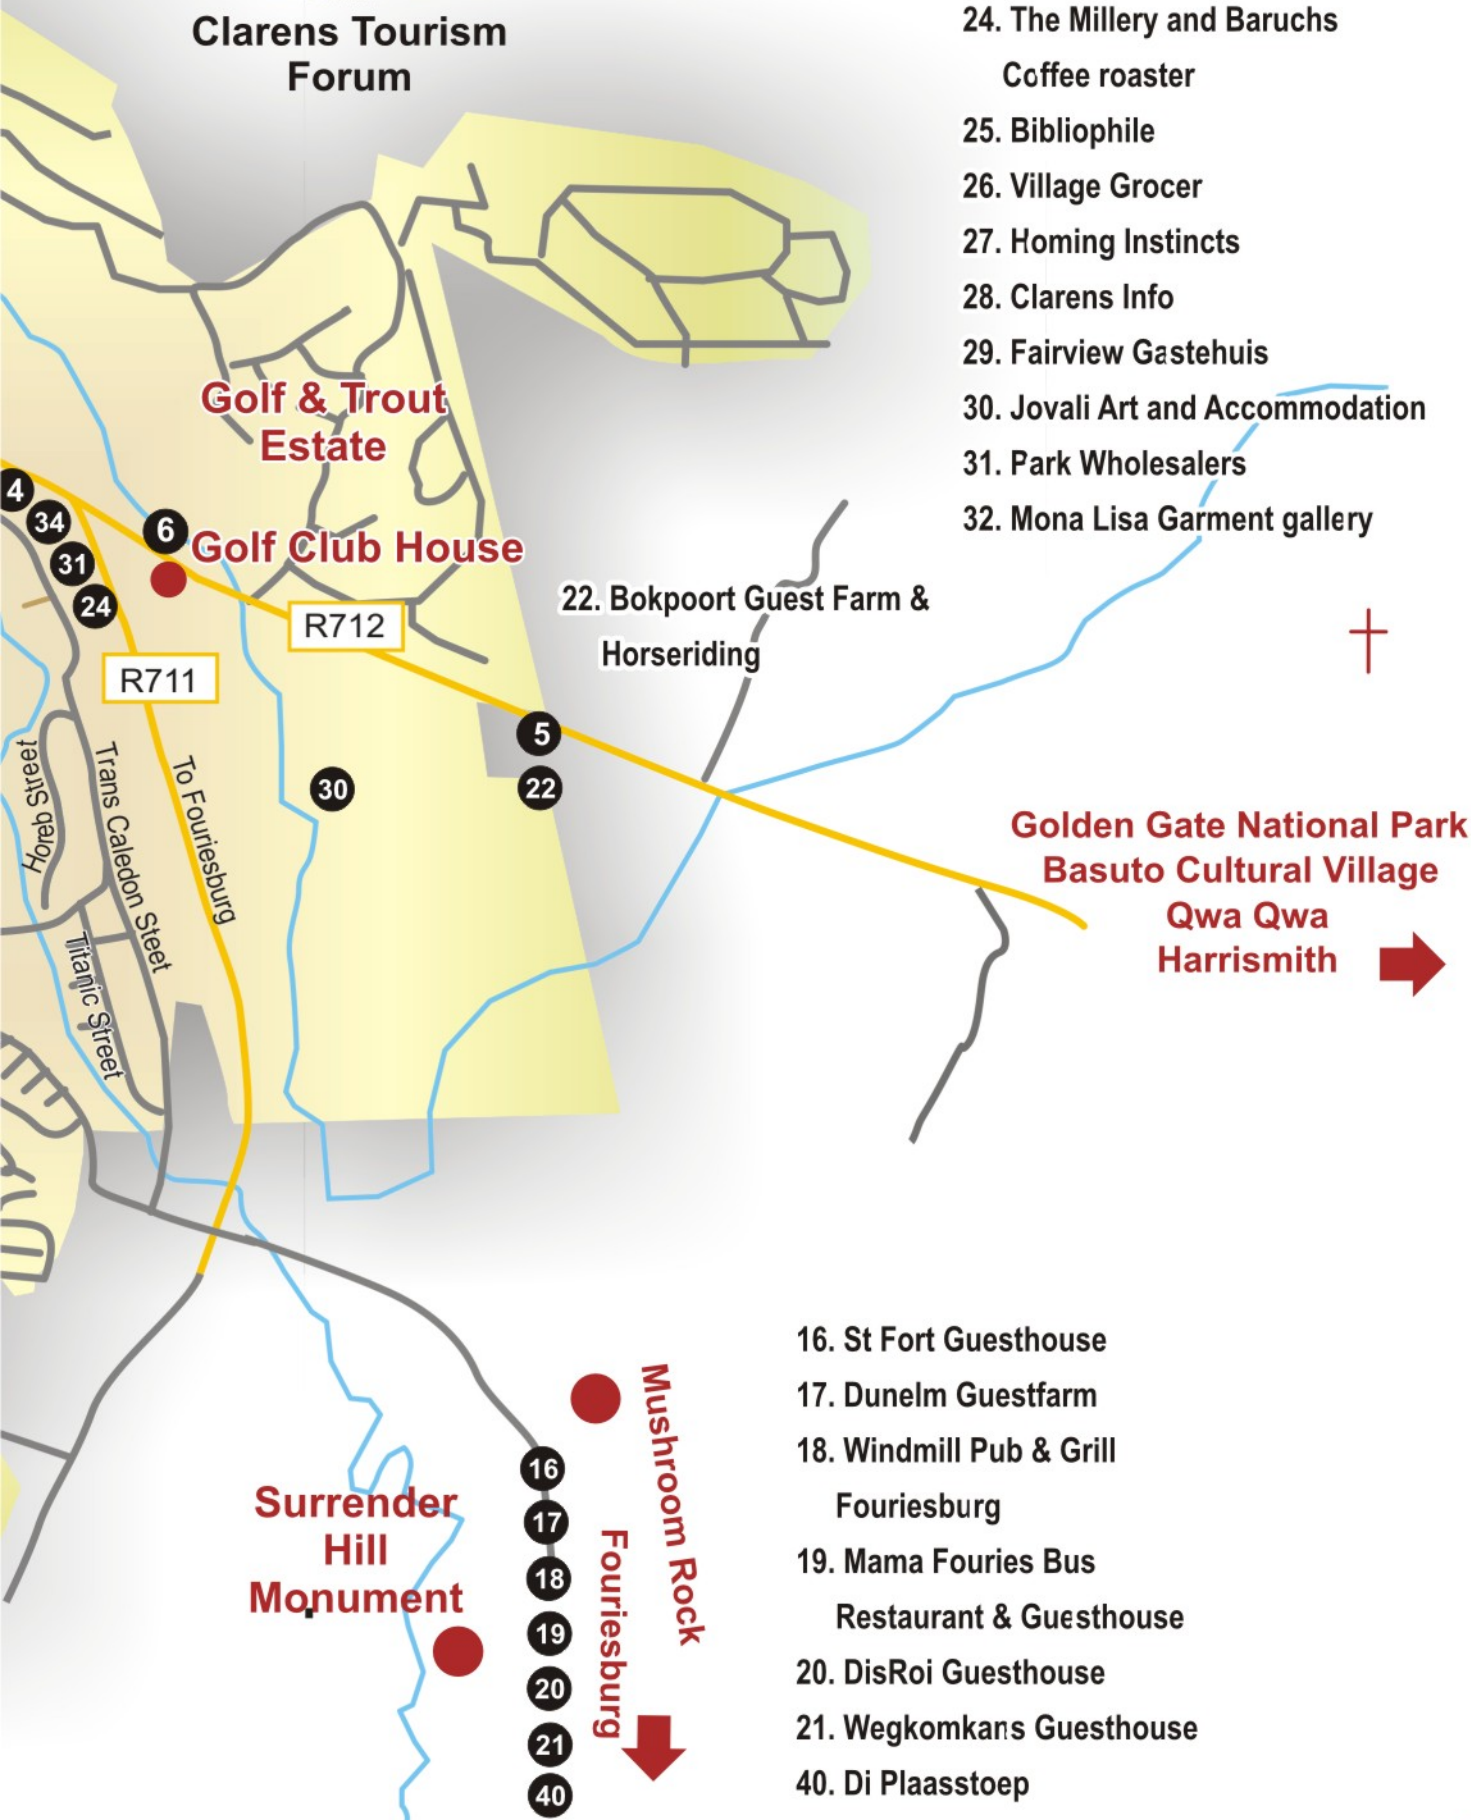 Clarens Tourism
Forum
24. The Millery and Baruchs
Coffee roaster
25. Bibliophile
26. Village Grocer
27. Homing Instincts
28. Clarens Info
29. Fairview Gastehuis
30. Jovali Art and Accommodation
31. Park Wholesalers
32. Mona Lisa Garment gallery
Golf & Trout
Estate
4
34
31
24
6
Golf Club House
R712
R711
22. Bokpoort Guest Farm &
Horseriding
5
22
30
Horeb Street
Trans Caledon Steet
To Fouriesburg
Titanic Street
Golden Gate National Park
Basuto Cultural Village
Qwa Qwa
Harrismith
16. St Fort Guesthouse
17. Dunelm Guestfarm
18. Windmill Pub & Grill
Fouriesburg
19. Mama Fouries Bus
Restaurant & Guesthouse
20. DisRoi Guesthouse
21. Wegkomkans Guesthouse
40. Di Plaasstoep
Mushroom Rock
Fouriesburg
Surrender
Hill
Monument
16
17
18
19
20
21
40